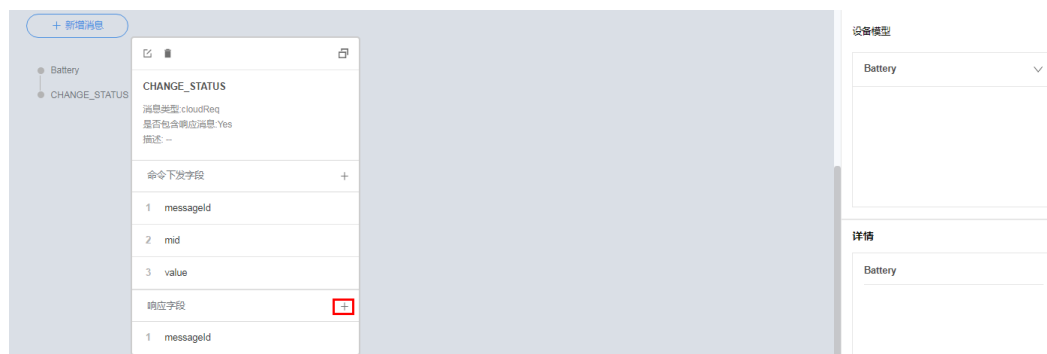 + 新增消息
Battery
CHANGE_STATUS
CHANGE_STATUS
消息类型:cloudReq
是否包含响应消息:Yes
描述: --
命令下发字段 +
1 messageId
2 mid
3 value
响应字段 +
1 messageId
设备模型
Battery
详情
Battery